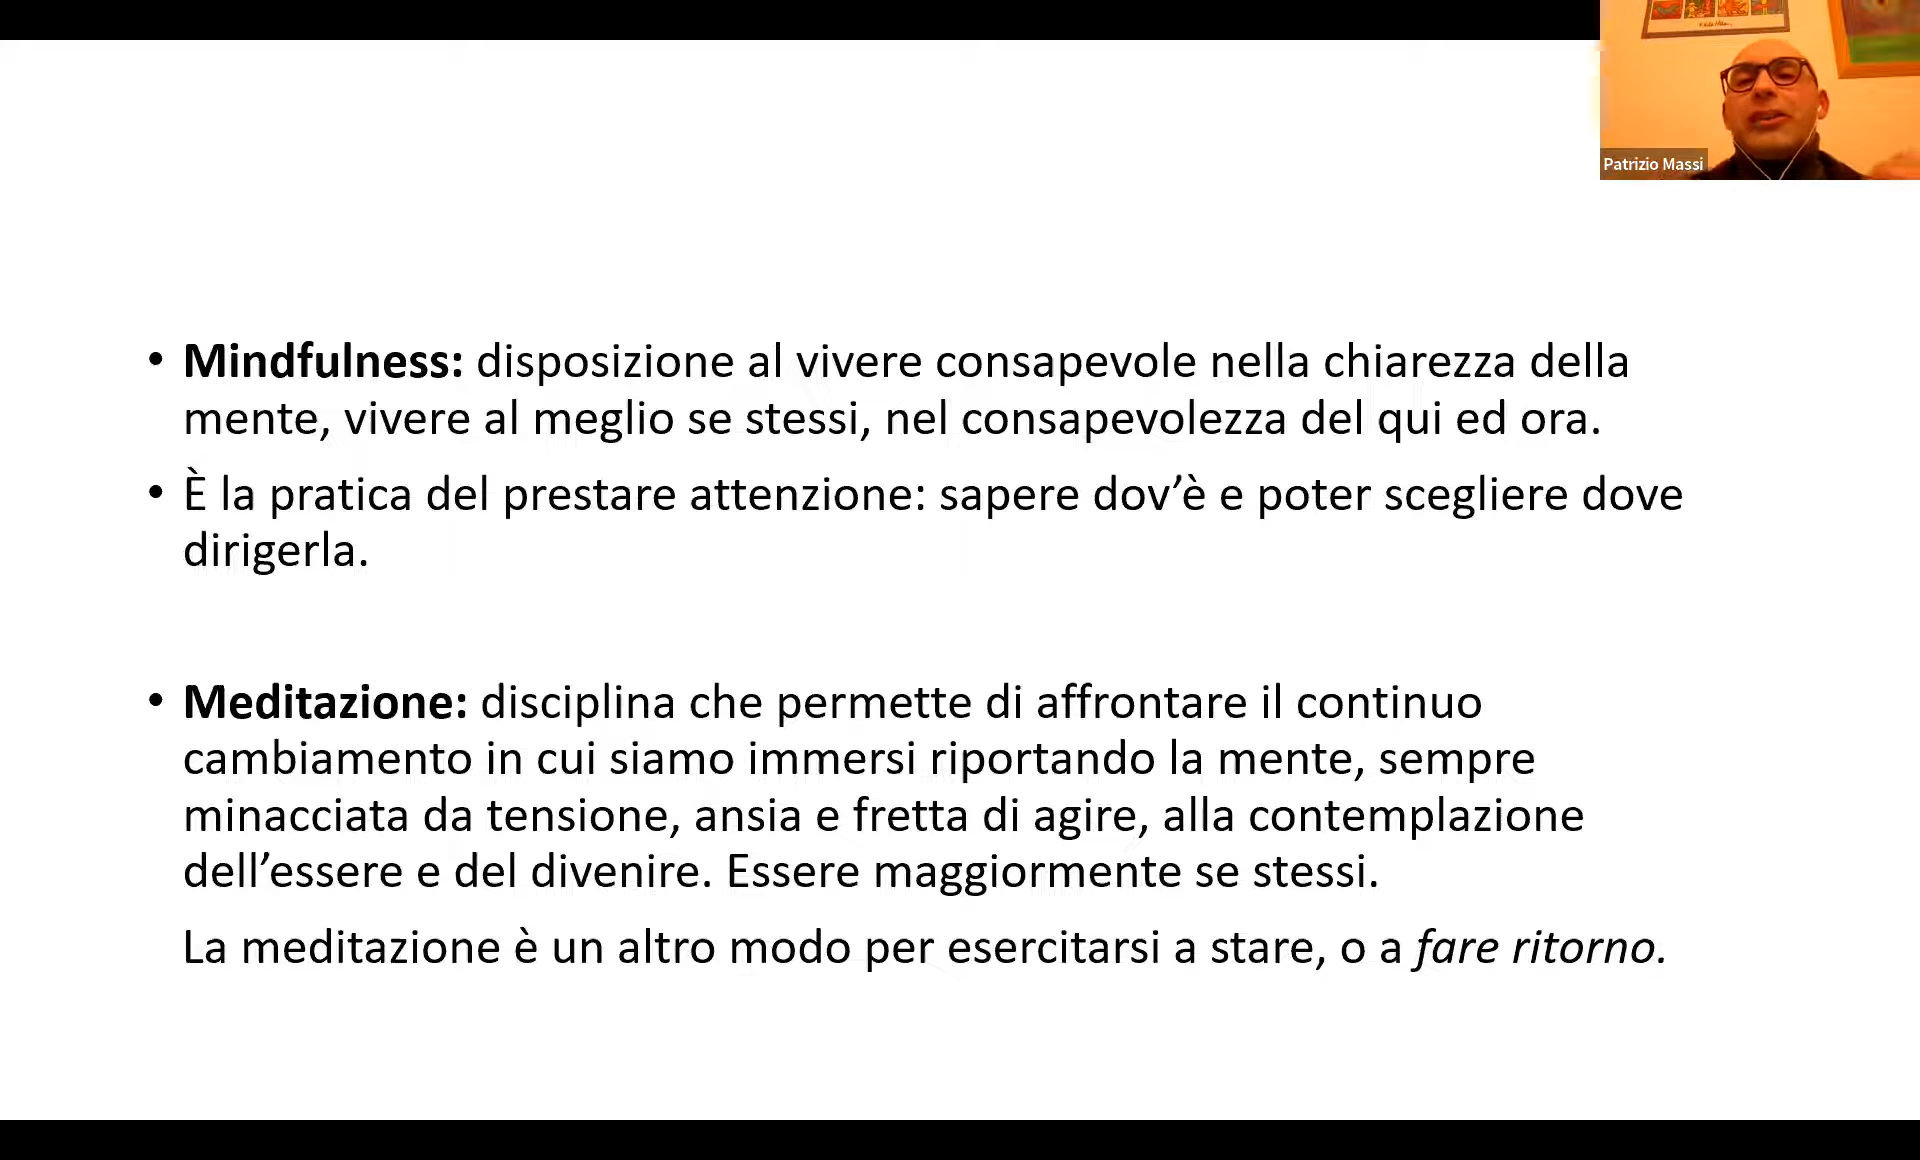 Patrizio Massi
• Mindfulness: disposizione al vivere consapevole nella chiarezza della
mente, vivere al meglio se stessi, nel consapevolezza del qui ed ora.
• È la pratica del prestare attenzione: sapere dov’è e poter scegliere dove
dirigerla.
• Meditazione: disciplina che permette di affrontare il continuo
cambiamento in cui siamo immersi riportando la mente, sempre
minacciata da tensione, ansia e fretta di agire, alla contemplazione
dell’essere e del divenire. Essere maggiormente se stessi.
La meditazione è un altro modo per esercitarsi a stare, o a fare ritorno.